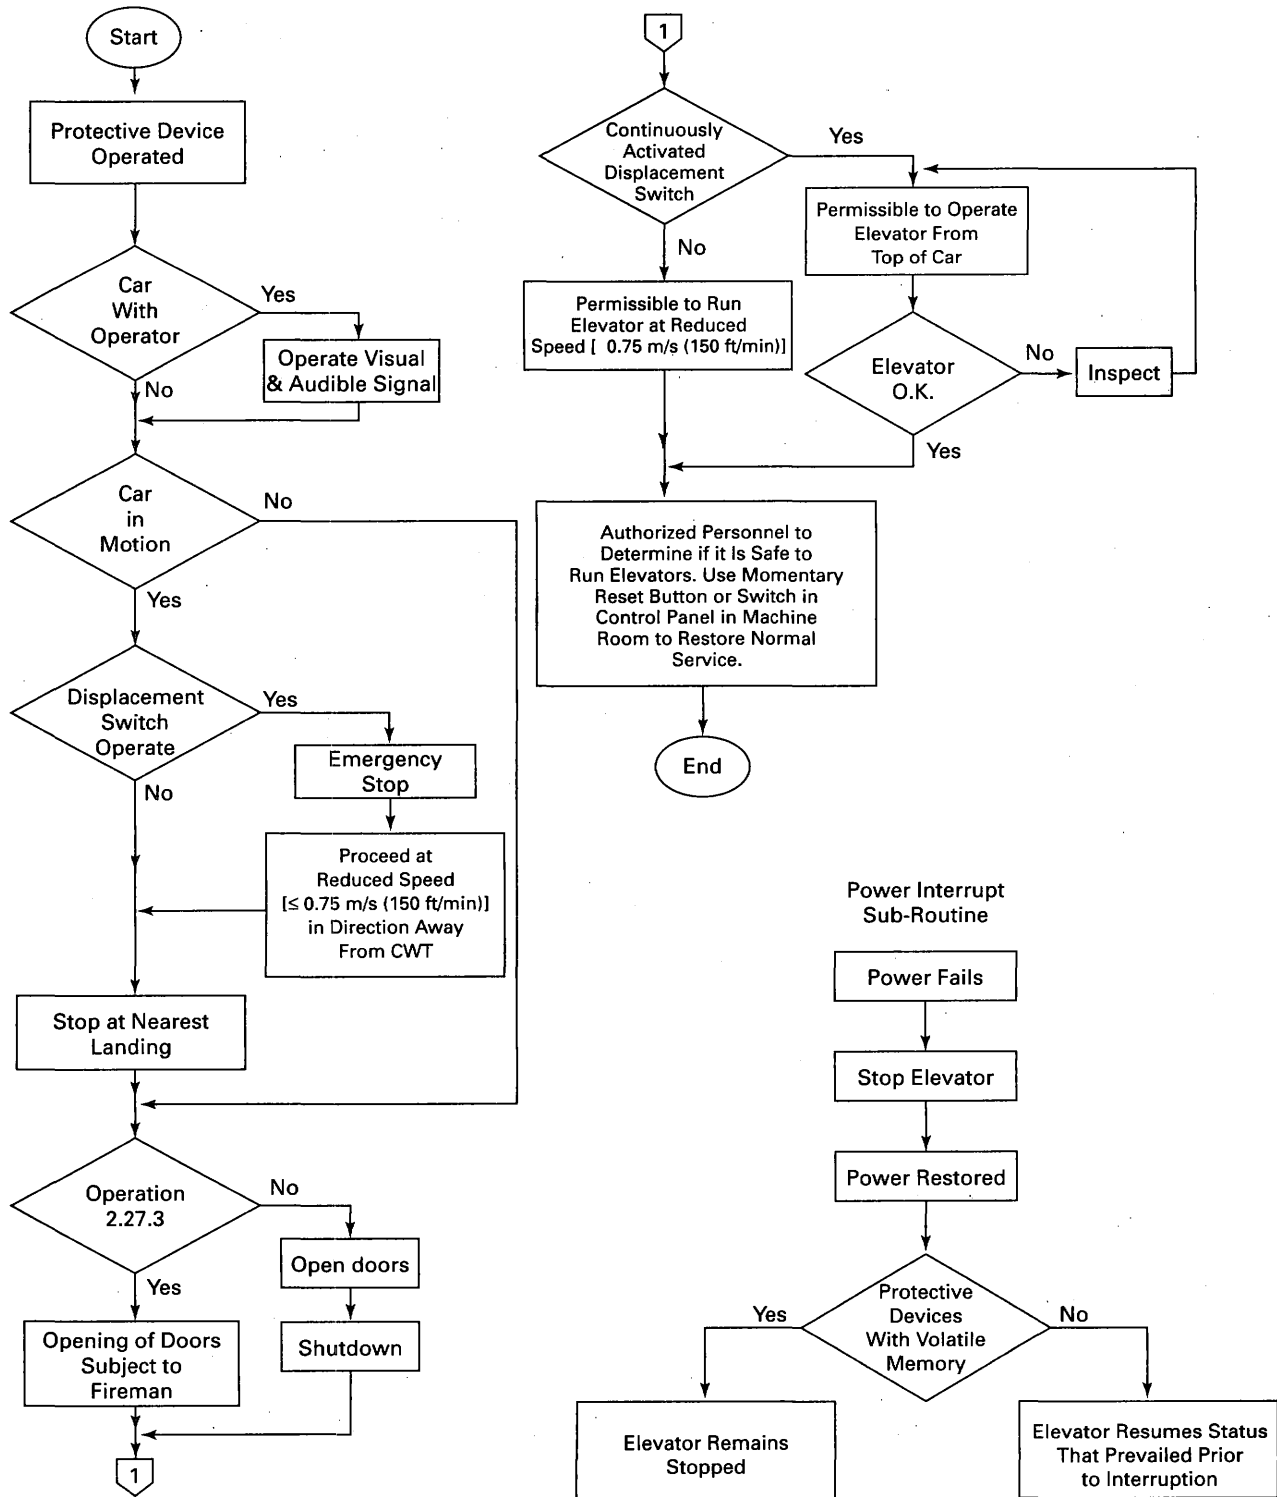 Start
Protective Device
Operated
Car
With
Operator
Yes
Operate Visual
& Audible Signal
No
Car
in
Motion
No
Yes
Displacement
Switch
Operate
Yes
Emergency
Stop
No
Proceed at
Reduced Speed
[≤ 0.75 m/s (150 ft/min)]
in Direction Away
From CWT
Stop at Nearest
Landing
Operation
2.27.3
No
Open doors
Shutdown
Yes
Opening of Doors
Subject to
Fireman
1
1
Continuously
Activated
Displacement
Switch
Yes
Permissible to Operate
Elevator From
Top of Car
No
Permissible to Run
Elevator at Reduced
Speed [ 0.75 m/s (150 ft/min)]
Elevator
O.K.
No
Inspect
Yes
Authorized Personnel to
Determine if it Is Safe to
Run Elevators. Use Momentary
Reset Button or Switch in
Control Panel in Machine
Room to Restore Normal
Service.
End
Power Interrupt
Sub-Routine
Power Fails
Stop Elevator
Power Restored
Protective
Devices
With Volatile
Memory
Yes
No
Elevator Remains
Stopped
Elevator Resumes Status
That Prevailed Prior
to Interruption